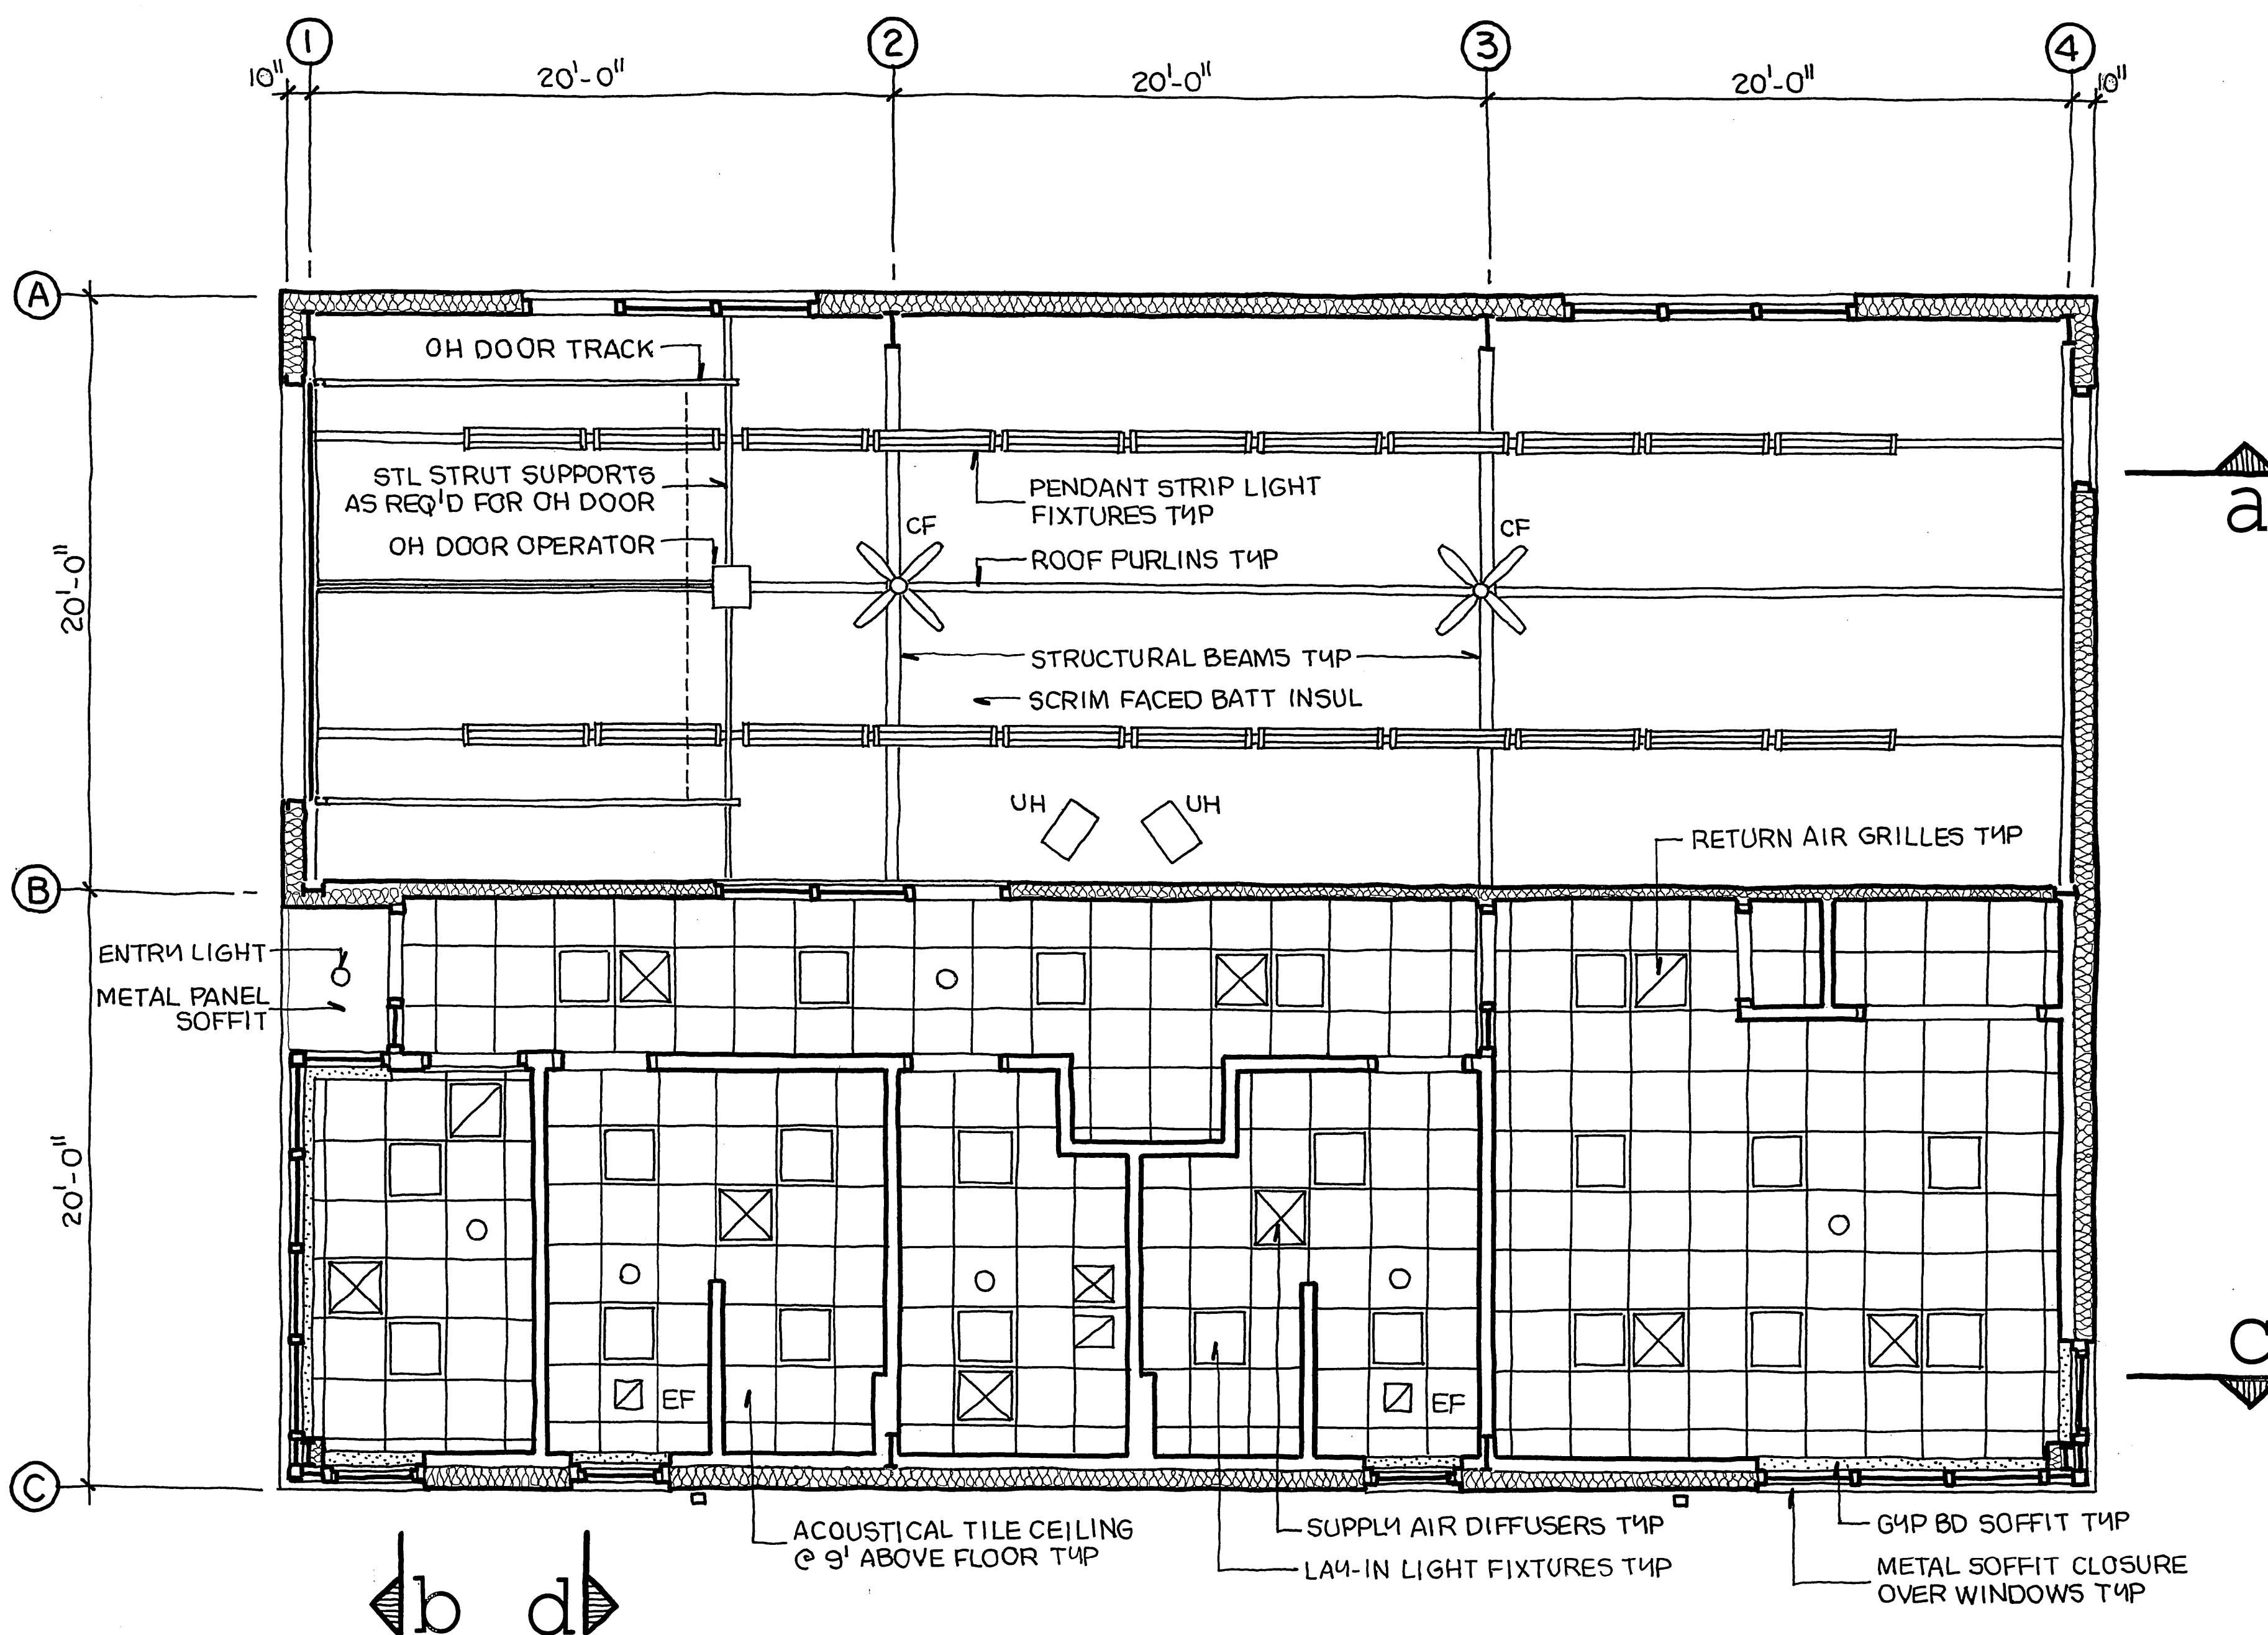 1
2
3
4
10"
20'-0"
20'-0"
20'-0"
10"
A
OH DOOR TRACK
STL STRUT SUPPORTS
AS REQ'D FOR OH DOOR
OH DOOR OPERATOR
PENDANT STRIP LIGHT
FIXTURES TYP
CF
CF
ROOF PURLINS TYP
a
20'-0"
STRUCTURAL BEAMS TYP
SCRIM FACED BATT INSUL
UH
UH
RETURN AIR GRILLES TYP
B
ENTRY LIGHT
METAL PANEL
SOFFIT
20'-0"
EF
EF
c
C
ACOUSTICAL TILE CEILING
@ 9' ABOVE FLOOR TYP
SUPPLY AIR DIFFUSERS TYP
LAY-IN LIGHT FIXTURES TYP
GYP BD SOFFIT TYP
METAL SOFFIT CLOSURE
OVER WINDOWS TYP
b
d